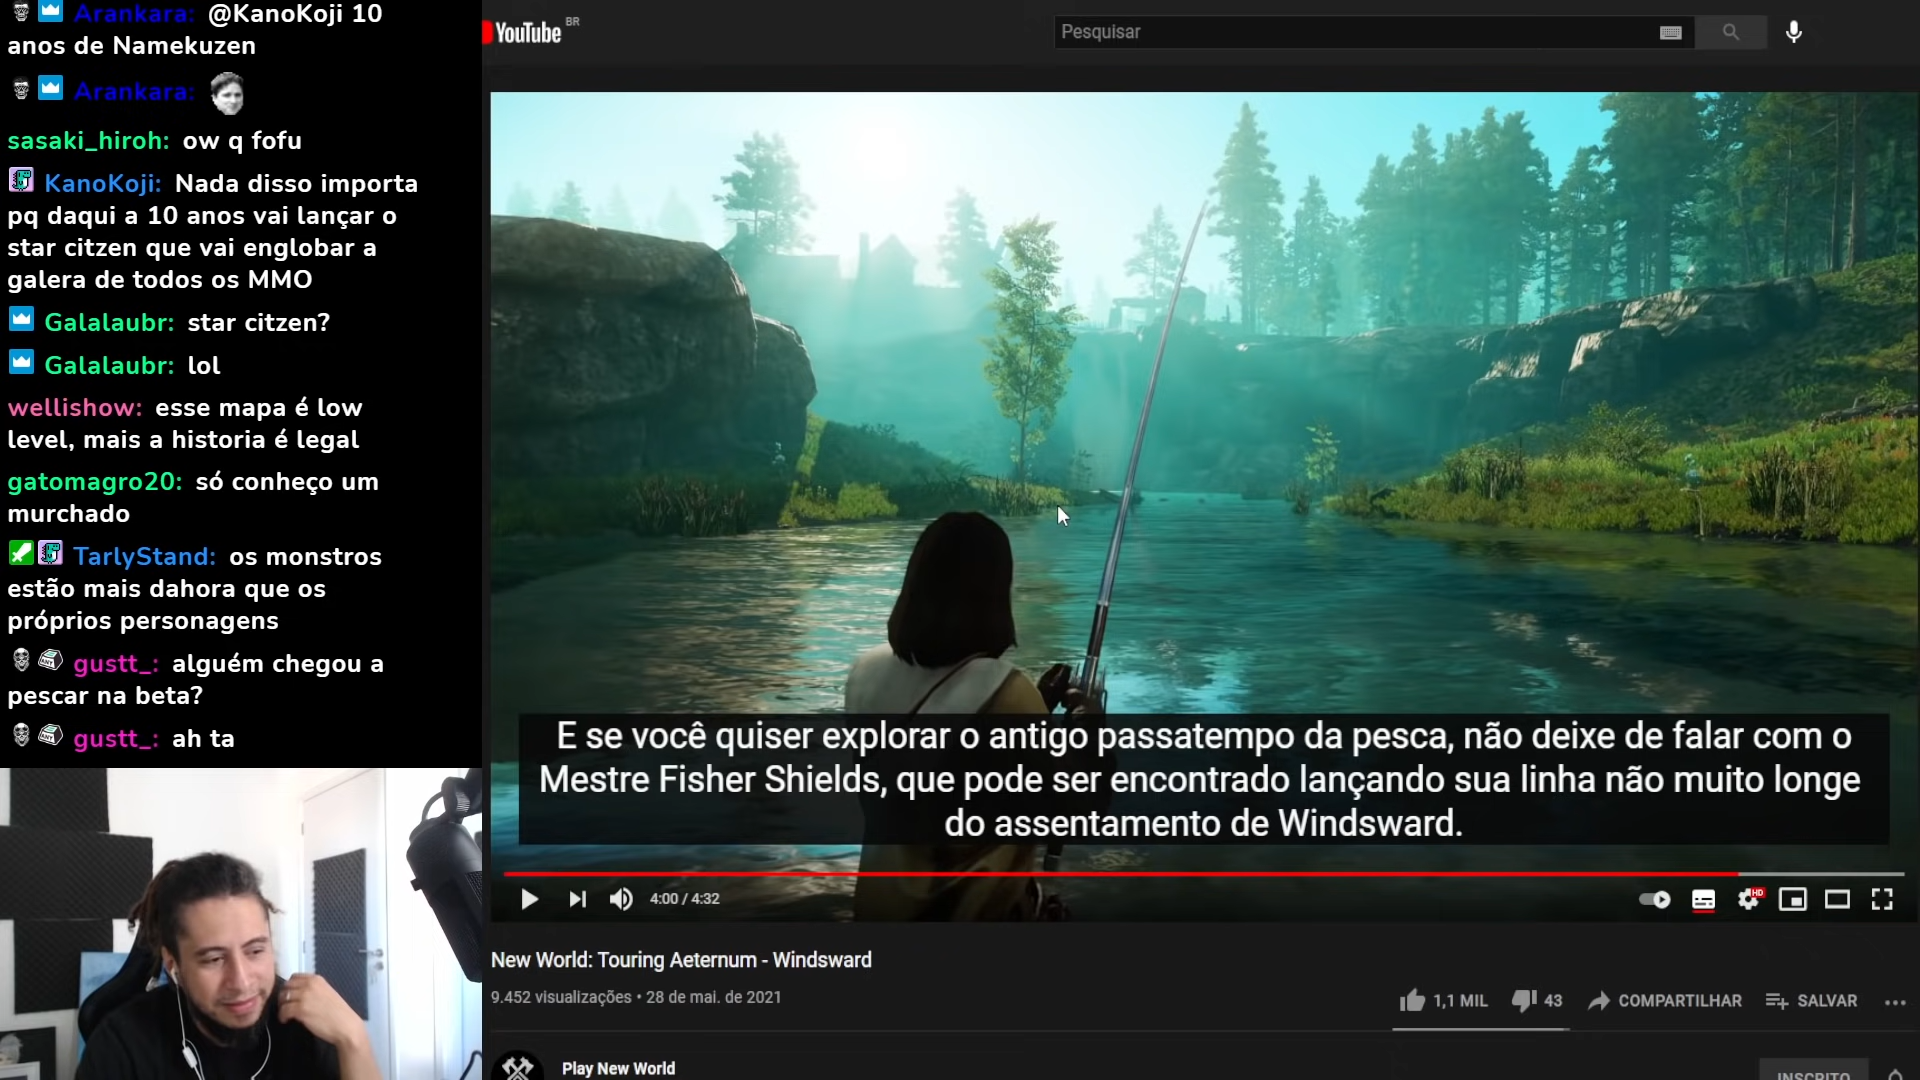 Arankara: @KanoKoji 10
anos de Namekuzen
Arankara:
sasaki_hiroh: ow q fofu
KanoKoji: Nada disso importa
pq daqui a 10 anos vai lançar o
star citzen que vai englobar a
galera de todos os MMO
Galalaubr: star citzen?
Galalaubr: lol
wellishow: esse mapa é low
level, mais a historia é legal
gatomagro20: só conheço um
murchado
TarlyStand: os monstros
estão mais dahora que os
próprios personagens
gustt_: alguém chegou a
pescar na beta?
gustt_: ah ta
YouTube BR
Pesquisar
E se você quiser explorar o antigo passatempo da pesca, não deixe de falar com o
Mestre Fisher Shields, que pode ser encontrado lançando sua linha não muito longe
do assentamento de Windsward.
4:00 / 4:32
HD
New World: Touring Aeternum - Windsward
9.452 visualizações • 28 de mai. de 2021
1,1 MIL
43
COMPARTILHAR
SALVAR
Play New World
INSCRITO